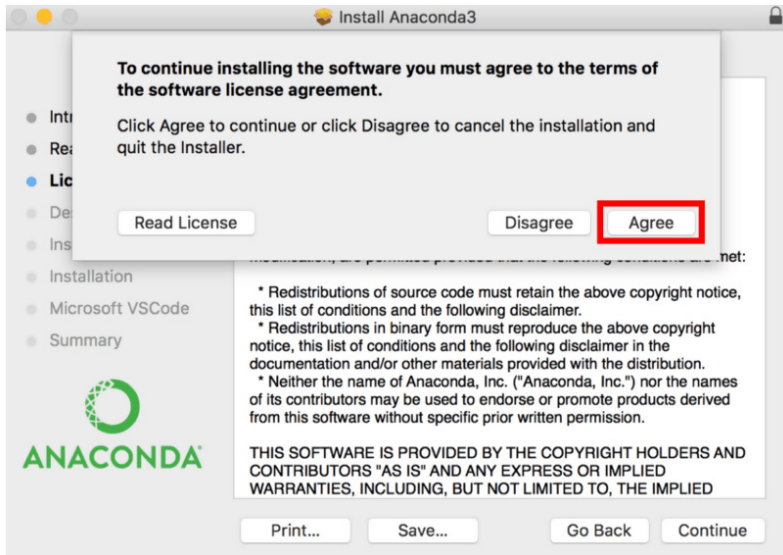 Install Anaconda3
To continue installing the software you must agree to the terms of
the software license agreement.
Click Agree to continue or click Disagree to cancel the installation and
quit the Installer.
Read License
Disagree
Agree
Lic
De
Ins
Installation
Microsoft VSCode
Summary
ANACONDA
met:
* Redistributions of source code must retain the above copyright notice,
this list of conditions and the following disclaimer.
* Redistributions in binary form must reproduce the above copyright
notice, this list of conditions and the following disclaimer in the
documentation and/or other materials provided with the distribution.
* Neither the name of Anaconda, Inc. ("Anaconda, Inc.") nor the names
of its contributors may be used to endorse or promote products derived
from this software without specific prior written permission.
THIS SOFTWARE IS PROVIDED BY THE COPYRIGHT HOLDERS AND
CONTRIBUTORS "AS IS" AND ANY EXPRESS OR IMPLIED
WARRANTIES, INCLUDING, BUT NOT LIMITED TO, THE IMPLIED
Print...
Save...
Go Back
Continue